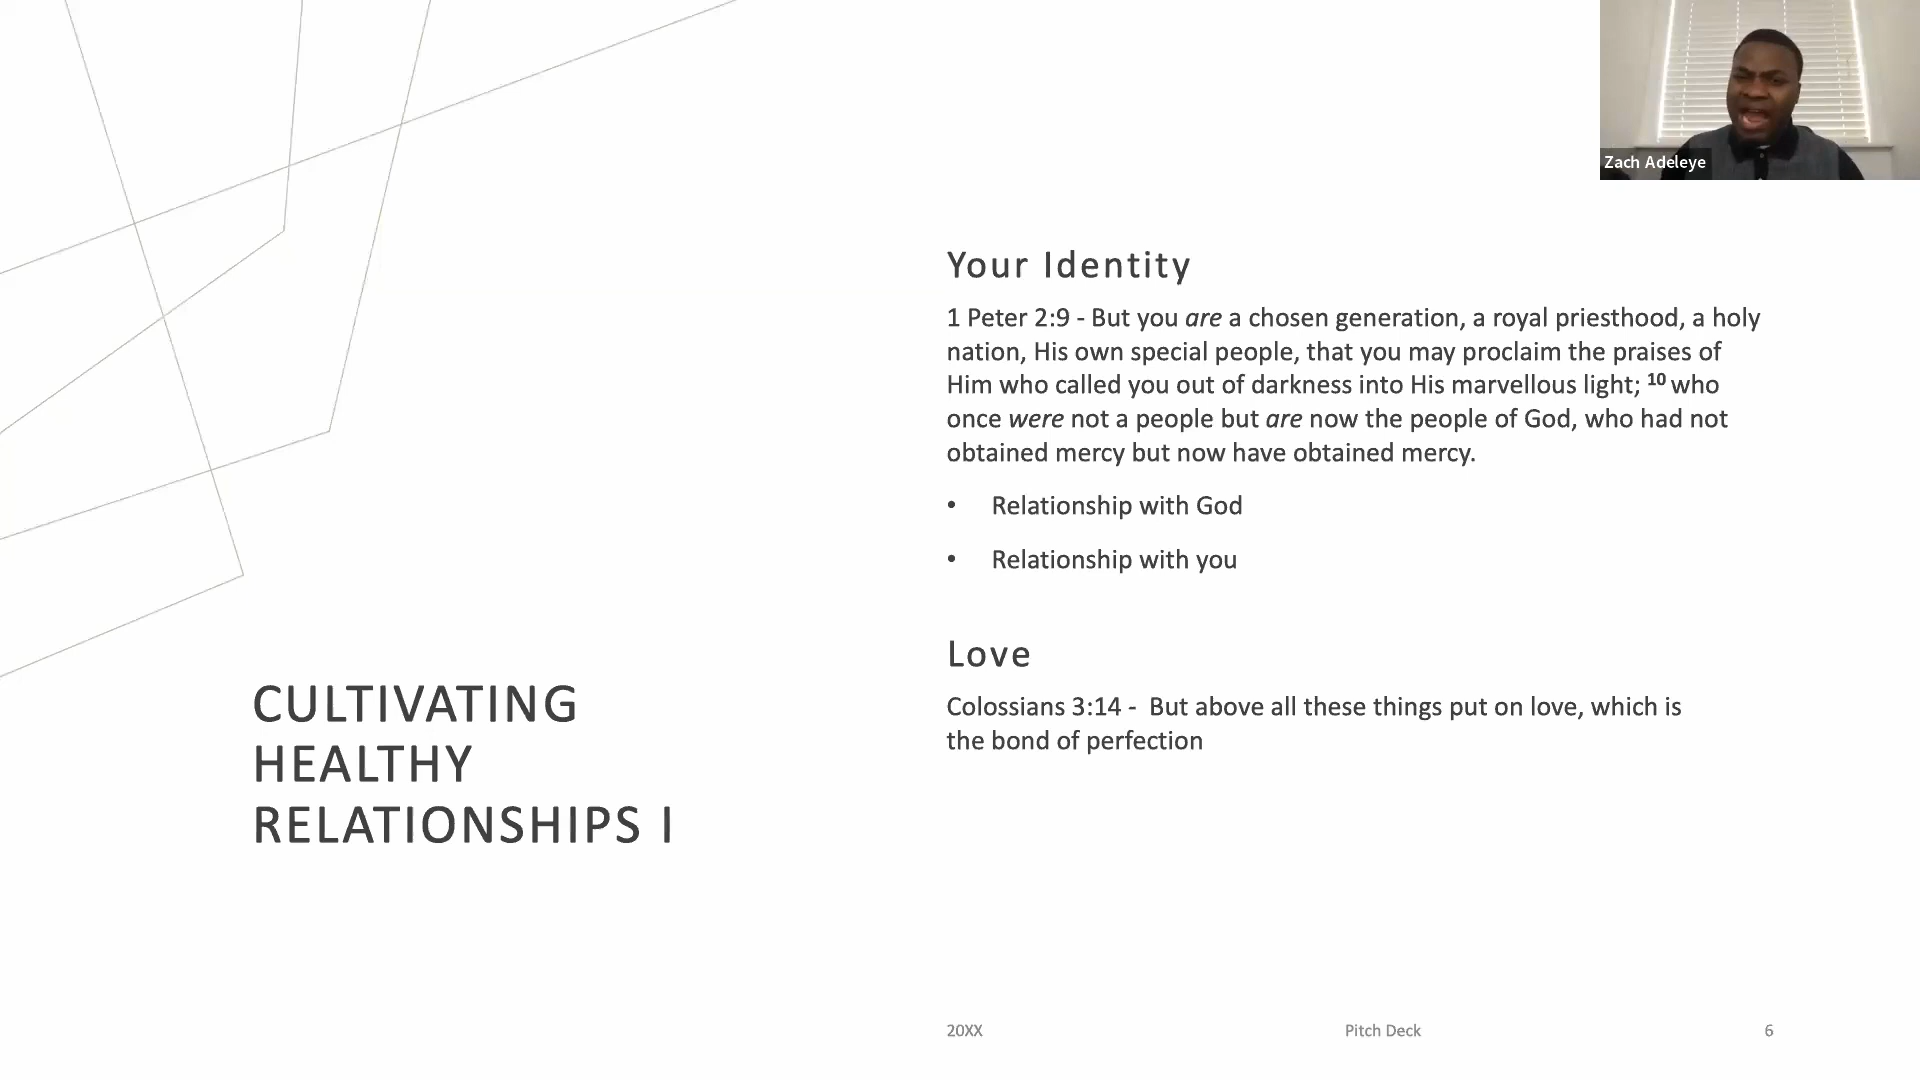 Zach Adeleye
Your Identity
1 Peter 2:9 - But you are a chosen generation, a royal priesthood, a holy
nation, His own special people, that you may proclaim the praises of
Him who called you out of darkness into His marvellous light; 10 who
once were not a people but are now the people of God, who had not
obtained mercy but now have obtained mercy.
• Relationship with God
• Relationship with you
Love
Colossians 3:14 - But above all these things put on love, which is
the bond of perfection
CULTIVATING
HEALTHY
RELATIONSHIPS I
20XX
Pitch Deck
6